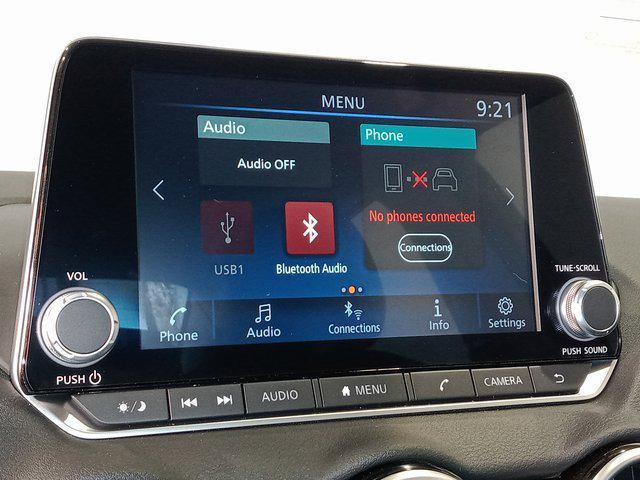 MENU
9:21
Audio
Audio OFF
Phone
No phones connected
Connections
USB1
Bluetooth Audio
Phone
Audio
Connections
Info
Settings
VOL
PUSH
TUNE·SCROLL
PUSH SOUND
AUDIO
MENU
CAMERA